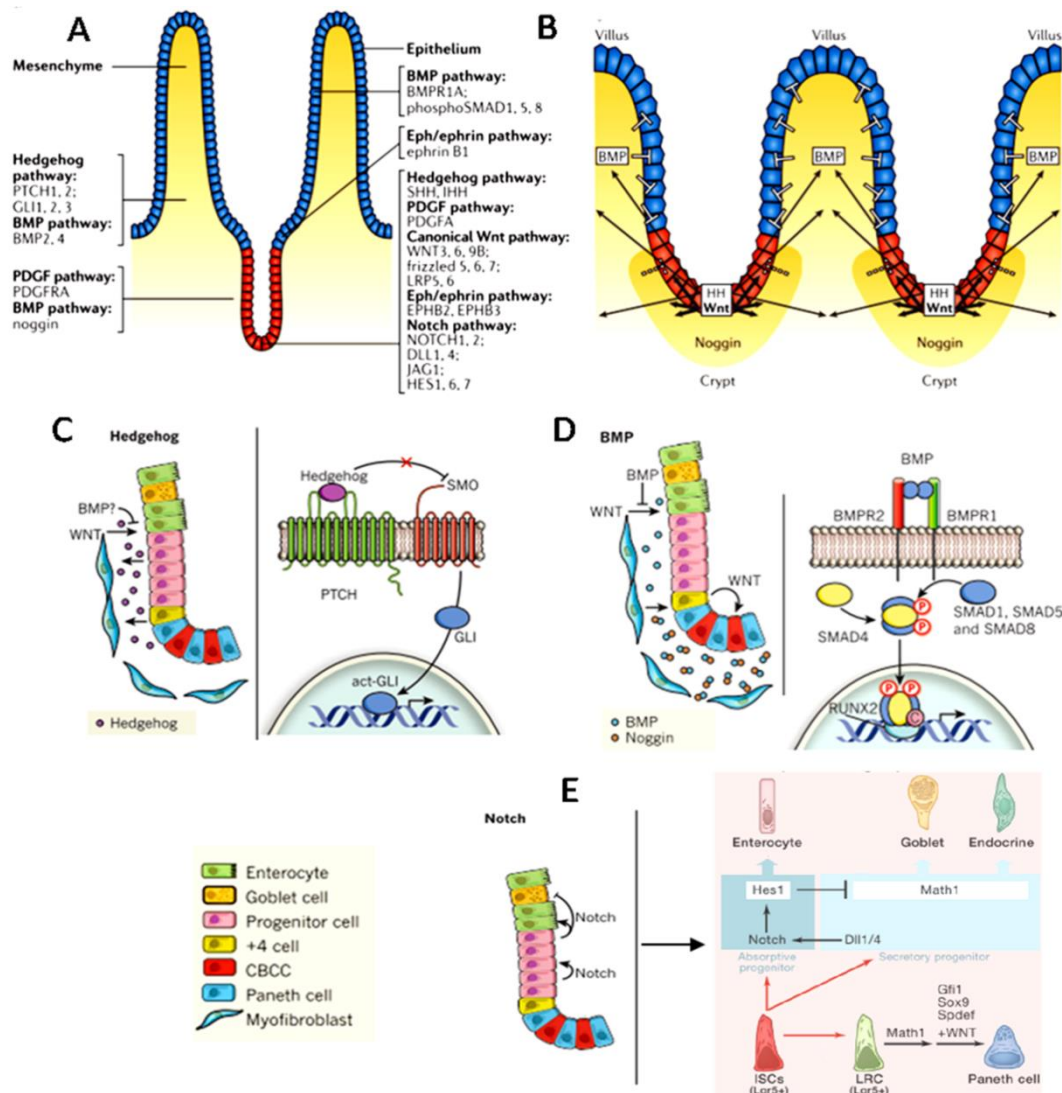 A
Mesenchyme
Hedgehog
pathway:
PTCH1, 2;
GLI1, 2, 3
BMP pathway:
BMP2, 4
PDGF pathway:
PDGFRA
BMP pathway:
noggin
Epithelium
BMP pathway:
BMPR1A;
phosphoSMAD1, 5, 8
Eph/ephrin pathway:
ephrin B1
Hedgehog pathway:
SHH, IHH
PDGF pathway:
PDGFA
Canonical Wnt pathway:
WNT3, 6, 9B;
frizzled 5, 6, 7;
LRP5, 6
Eph/ephrin pathway:
EPHB2, EPHB3
Notch pathway:
NOTCH1, 2;
DLL1, 4;
JAG1;
HES1, 6, 7
B
Villus
Villus
Villus
BMP
BMP
BMP
HH
Wnt
HH
Wnt
Noggin
Noggin
Crypt
Crypt
C
Hedgehog
BMP?
WNT
Hedgehog
Hedgehog
SMO
PTCH
GLI
act-GLI
D
BMP
BMP
WNT
WNT
BMP
Noggin
BMP
BMPR2
BMPR1
SMAD4
P
P
SMAD1, SMAD5
and SMAD8
P
P
RUNX2
C
E
Notch
Notch
Notch
Enterocyte
Goblet cell
Progenitor cell
+4 cell
CBCC
Paneth cell
Myofibroblast
Enterocyte
Goblet
Endocrine
Hes1
Math1
Notch
Dll1/4
Absorptive
progenitor
Secretory progenitor
Gfi1
Sox9
Spdef
Math1
+WNT
ISCs
(Lgr5+)
LRC
(Lgr5+)
Paneth cell